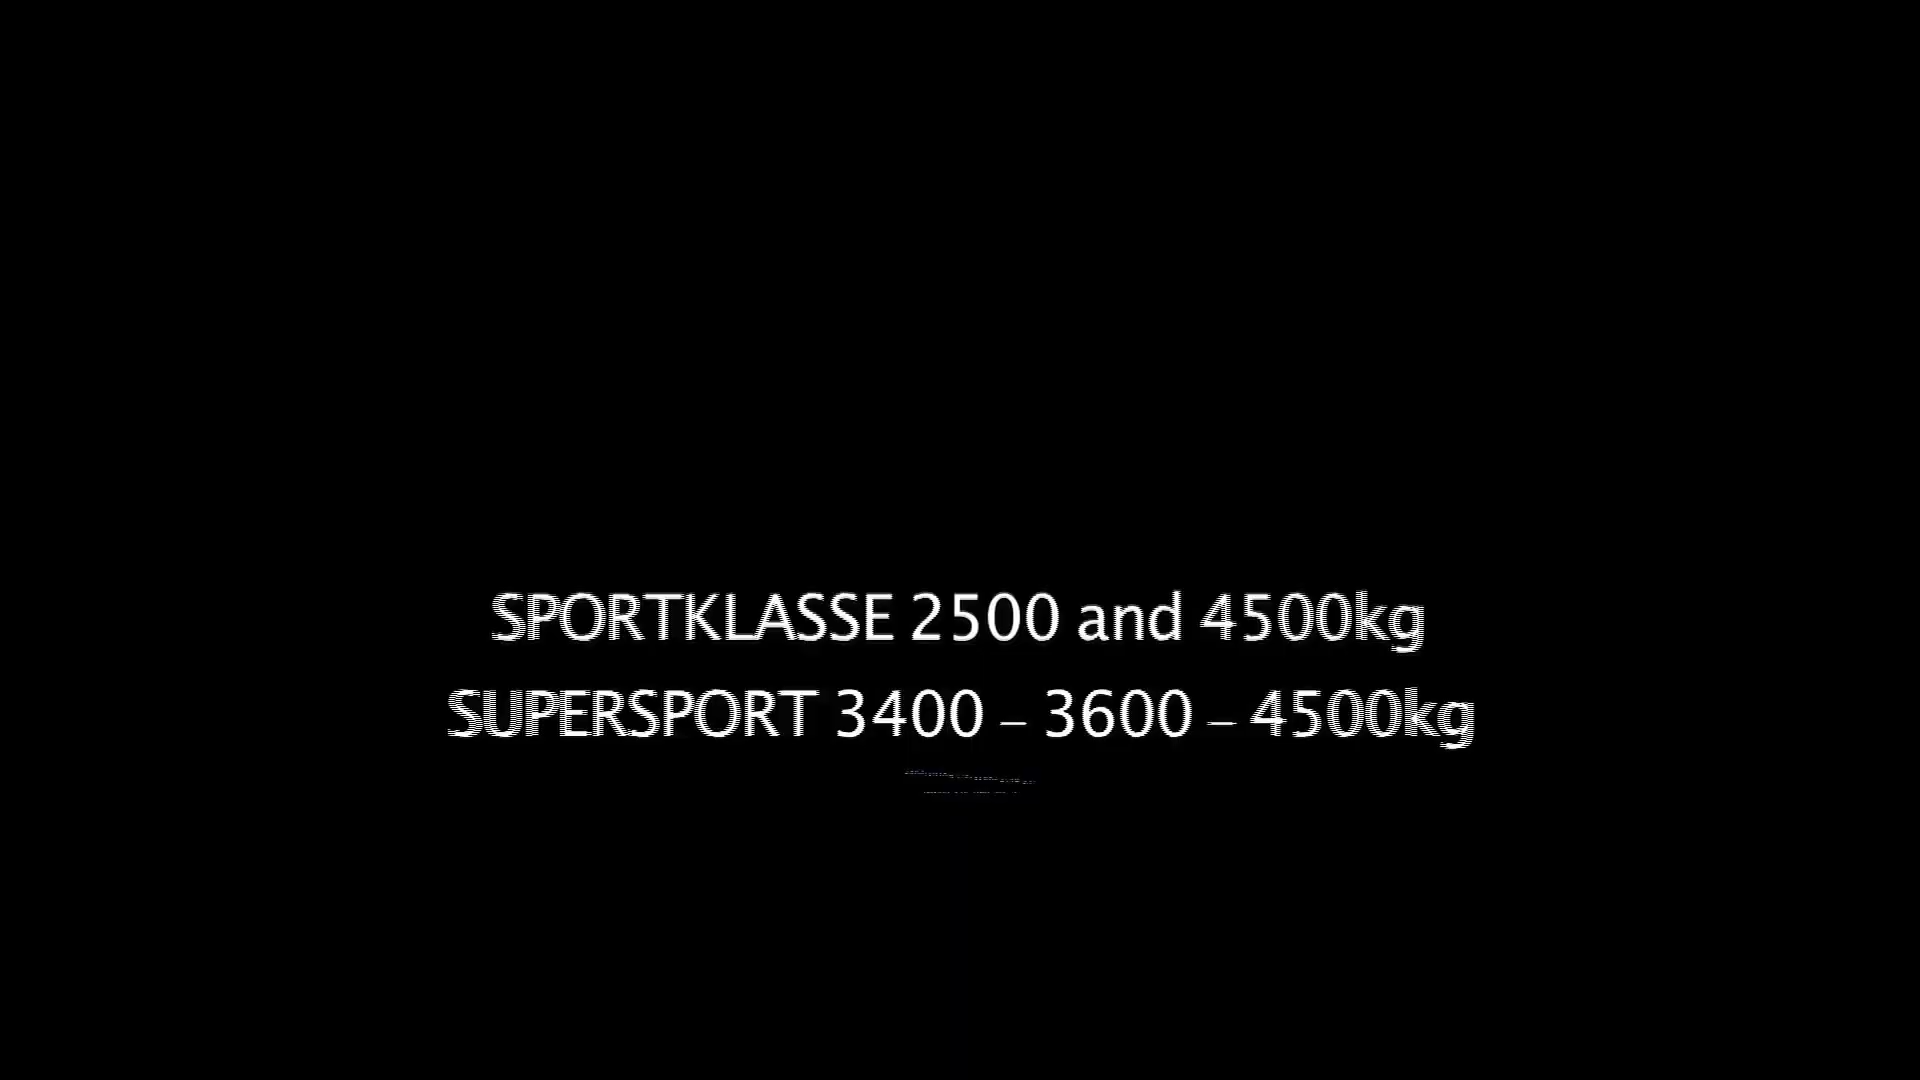 SPORTKLASSE 2500 and 4500kg
SUPERSPORT 3400 – 3600 – 4500kg